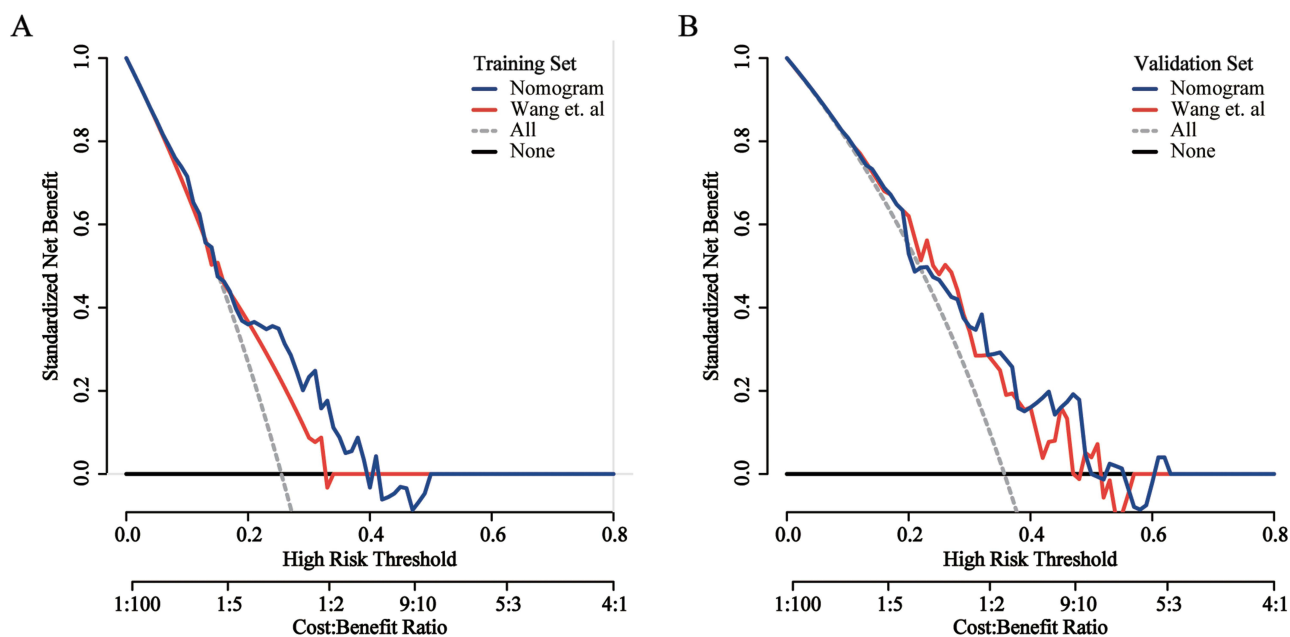 A
Training Set
Nomogram
Wang et. al
All
None
Standardized Net Benefit
1.0
0.8
0.6
0.4
0.2
0.0
0.0 0.2 0.4 0.6 0.8
High Risk Threshold
1:100 1:5 1:2 9:10 5:3 4:1
Cost:Benefit Ratio
B
Validation Set
Nomogram
Wang et. al
All
None
Standardized Net Benefit
1.0
0.8
0.6
0.4
0.2
0.0
0.0 0.2 0.4 0.6 0.8
High Risk Threshold
1:100 1:5 1:2 9:10 5:3 4:1
Cost:Benefit Ratio